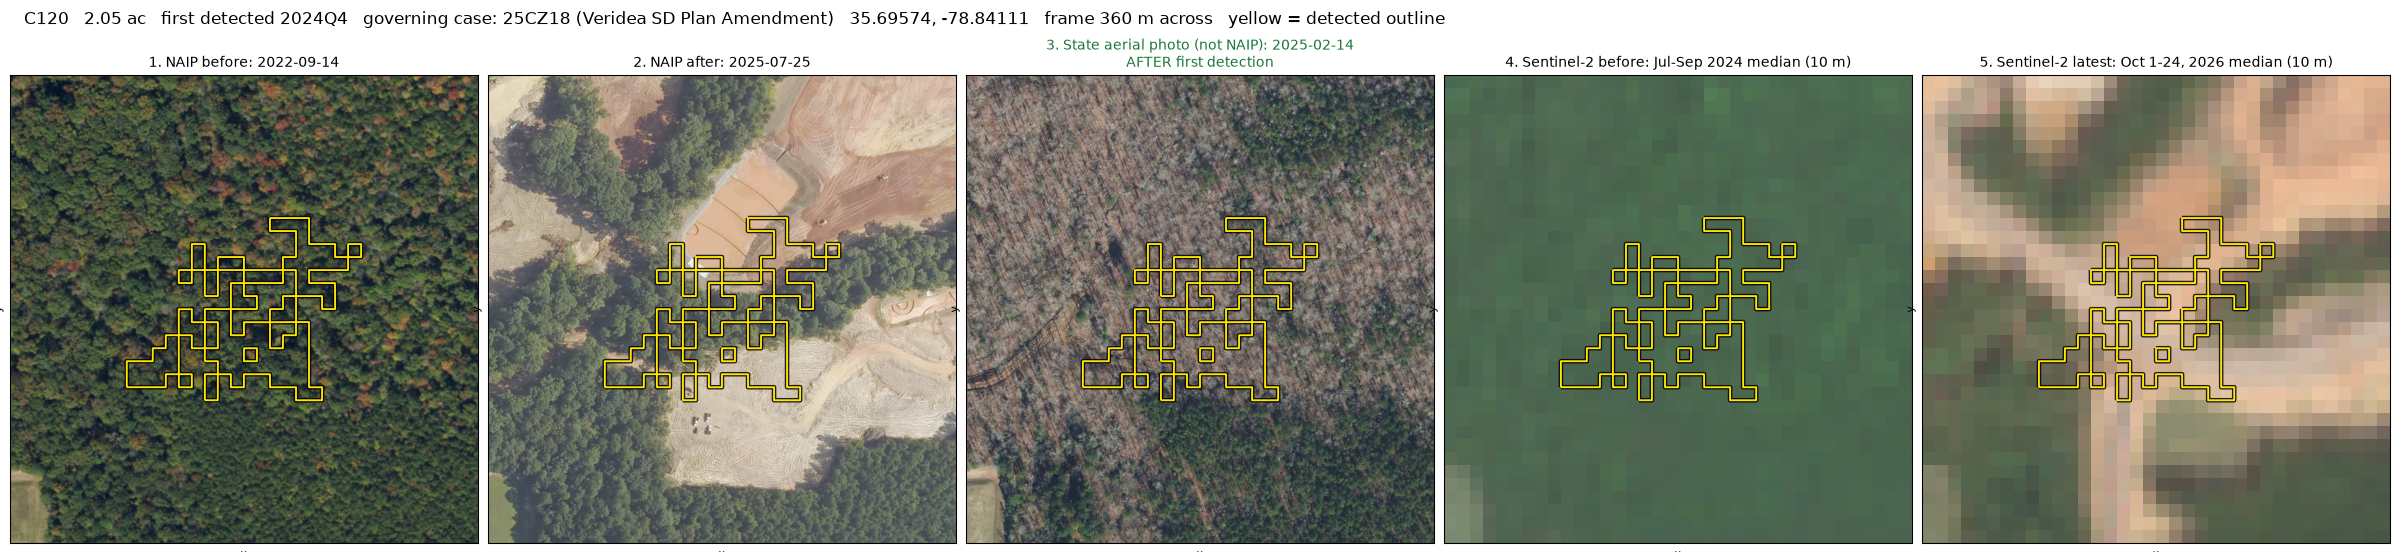 C120   2.05 ac   first detected 2024Q4   governing case: 25CZ18 (Veridea SD Plan Amendment)   35.69574, -78.84111   frame 360 m across   yellow = detected outline
1. NAIP before: 2022-09-14
2. NAIP after: 2025-07-25
3. State aerial photo (not NAIP): 2025-02-14
AFTER first detection
4. Sentinel-2 before: Jul-Sep 2024 median (10 m)
5. Sentinel-2 latest: Oct 1-24, 2026 median (10 m)